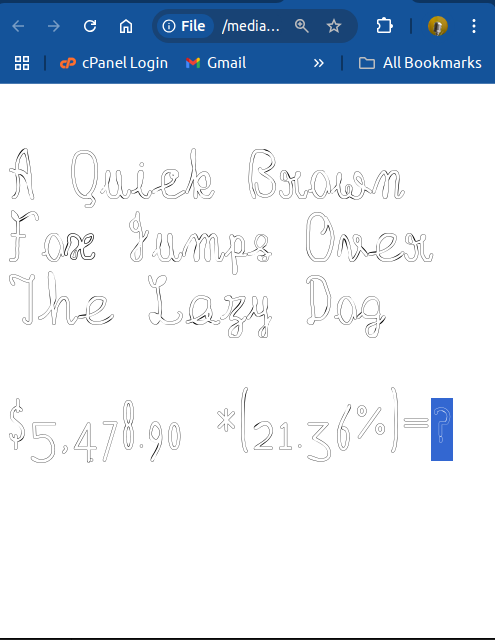 File /media...
cPanel Login Gmail » All Bookmarks
A Quick Brown
Fox Jumps Over
The Lazy Dog
$5,478.90 *(21.36%)=?